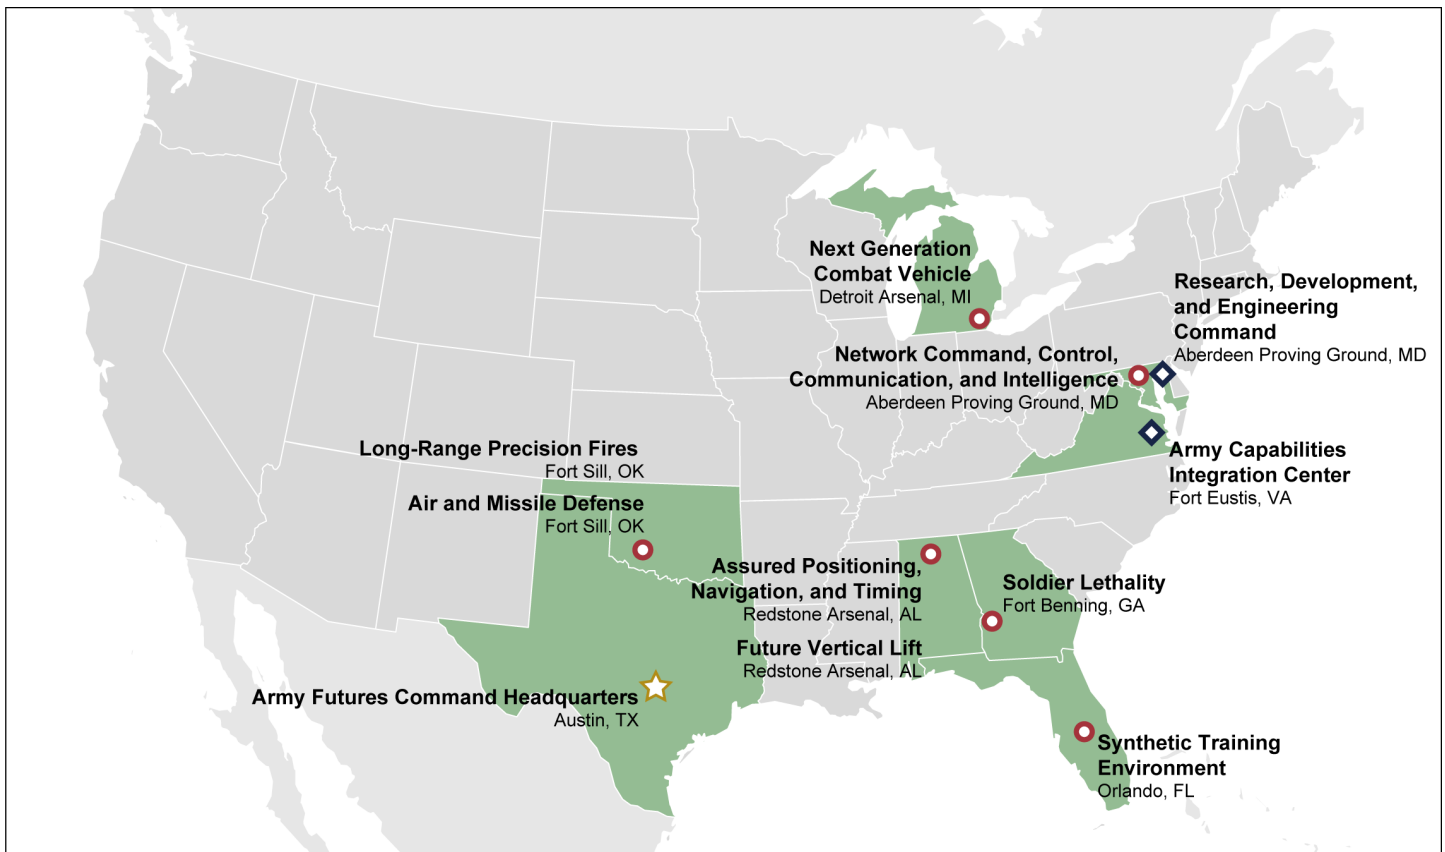 Next Generation
Combat Vehicle
Detroit Arsenal, MI
Research, Development,
and Engineering
Command
Aberdeen Proving Ground, MD
Network Command, Control,
Communication, and Intelligence
Aberdeen Proving Ground, MD
Long-Range Precision Fires
Fort Sill, OK
Army Capabilities
Integration Center
Fort Eustis, VA
Air and Missile Defense
Fort Sill, OK
Assured Positioning,
Navigation, and Timing
Redstone Arsenal, AL
Soldier Lethality
Fort Benning, GA
Future Vertical Lift
Redstone Arsenal, AL
Army Futures Command Headquarters
Austin, TX
Synthetic Training
Environment
Orlando, FL